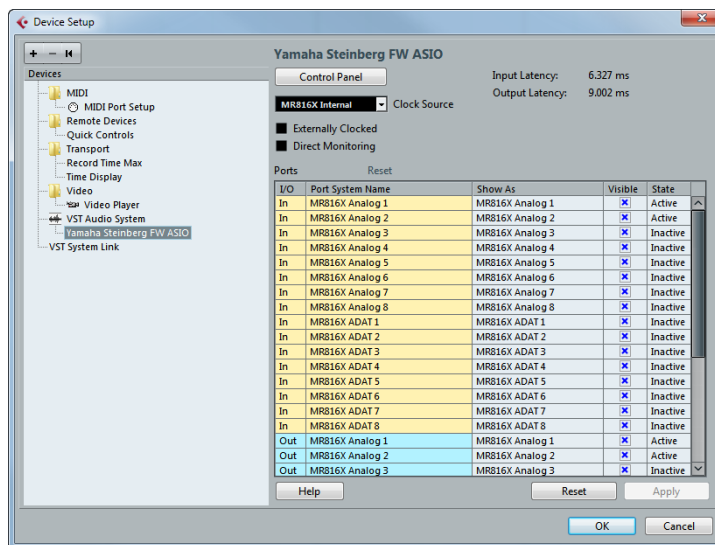 Device Setup
Devices
MIDI
MIDI Port Setup
Remote Devices
Quick Controls
Transport
Record Time Max
Time Display
Video
Video Player
VST Audio System
Yamaha Steinberg FW ASIO
VST System Link
Yamaha Steinberg FW ASIO
Control Panel
Input Latency: 6.327 ms
Output Latency: 9.002 ms
MR816X Internal Clock Source
Externally Clocked
Direct Monitoring
Ports Reset
I/O Port System Name Show As Visible State
In MR816X Analog 1 MR816X Analog 1 Active
In MR816X Analog 2 MR816X Analog 2 Active
In MR816X Analog 3 MR816X Analog 3 Inactive
In MR816X Analog 4 MR816X Analog 4 Inactive
In MR816X Analog 5 MR816X Analog 5 Inactive
In MR816X Analog 6 MR816X Analog 6 Inactive
In MR816X Analog 7 MR816X Analog 7 Inactive
In MR816X Analog 8 MR816X Analog 8 Inactive
In MR816X ADAT 1 MR816X ADAT 1 Inactive
In MR816X ADAT 2 MR816X ADAT 2 Inactive
In MR816X ADAT 3 MR816X ADAT 3 Inactive
In MR816X ADAT 4 MR816X ADAT 4 Inactive
In MR816X ADAT 5 MR816X ADAT 5 Inactive
In MR816X ADAT 6 MR816X ADAT 6 Inactive
In MR816X ADAT 7 MR816X ADAT 7 Inactive
In MR816X ADAT 8 MR816X ADAT 8 Inactive
Out MR816X Analog 1 MR816X Analog 1 Active
Out MR816X Analog 2 MR816X Analog 2 Active
Out MR816X Analog 3 MR816X Analog 3 Inactive
Help Reset Apply
OK Cancel